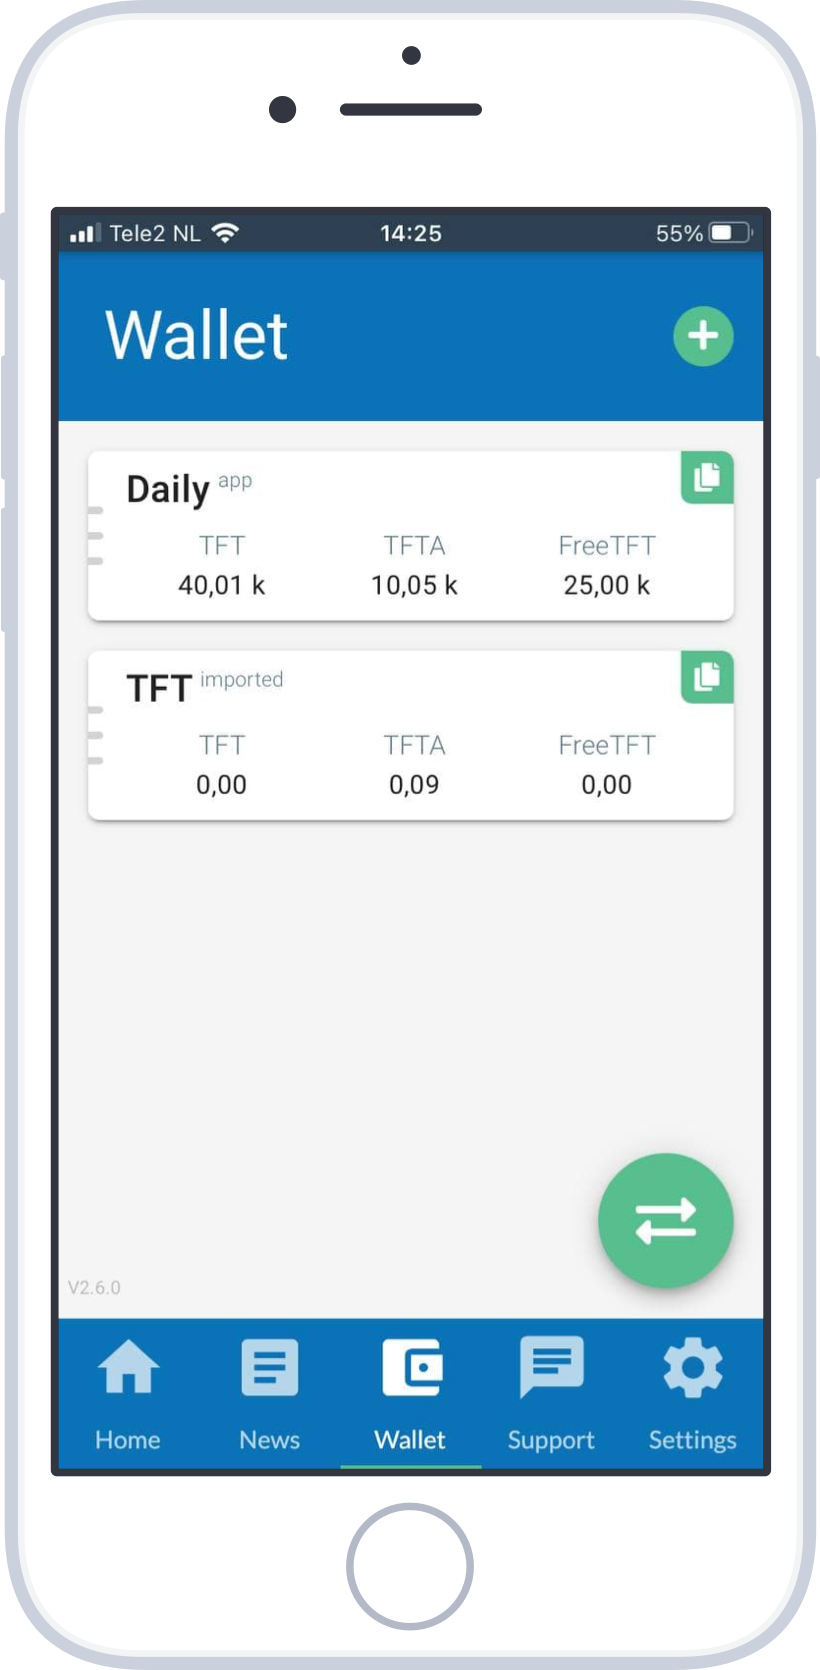 Tele2 NL 14:25 55%
Wallet
Daily app
TFT TFTA FreeTFT
40,01 k 10,05 k 25,00 k
TFT imported
TFT TFTA FreeTFT
0,00 0,09 0,00
V2.6.0
Home News Wallet Support Settings